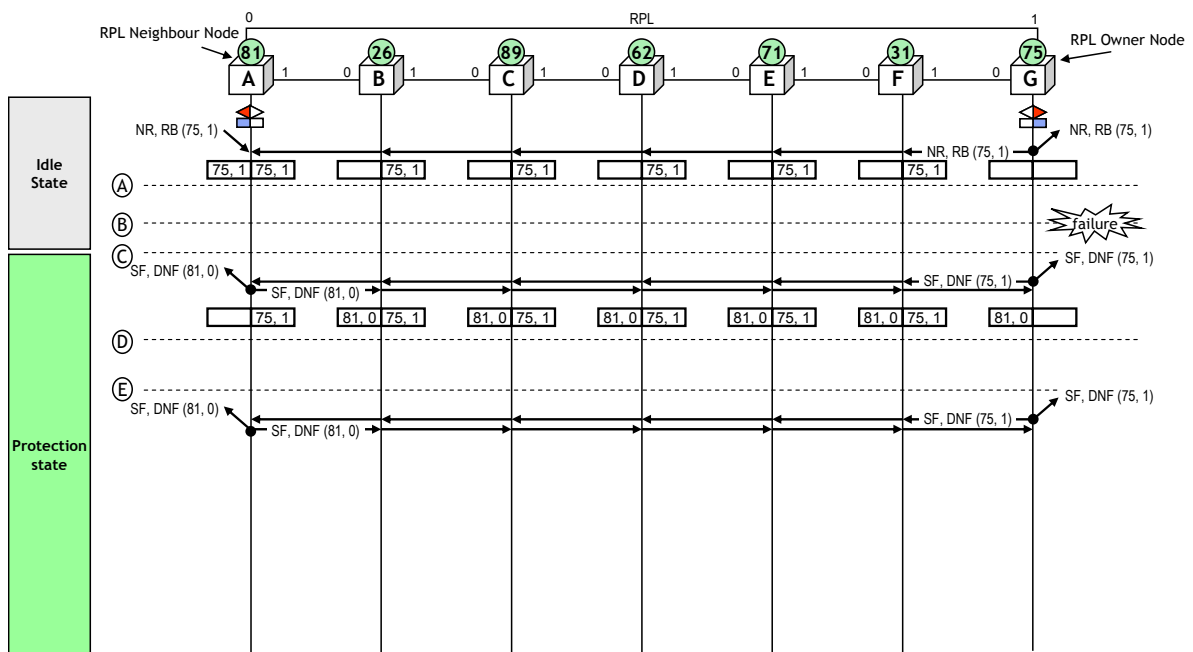 0 RPL 1
RPL Neighbour Node
RPL Owner Node
81 26 89 62 71 31 75
A 1 0 B 1 0 C 1 0 D 1 0 E 1 0 F 1 0 G
Idle
State
NR, RB (75, 1)
NR, RB (75, 1)
NR, RB (75, 1)
75, 1 75, 1 75, 1 75, 1 75, 1 75, 1 75, 1
A
B
failure
C
SF, DNF (81, 0)
SF, DNF (75, 1)
SF, DNF (81, 0)
SF, DNF (75, 1)
75, 1 81, 0 75, 1 81, 0 75, 1 81, 0 75, 1 81, 0 75, 1 81, 0 75, 1 81, 0
D
E
SF, DNF (81, 0)
SF, DNF (75, 1)
SF, DNF (81, 0)
SF, DNF (75, 1)
Protection
state